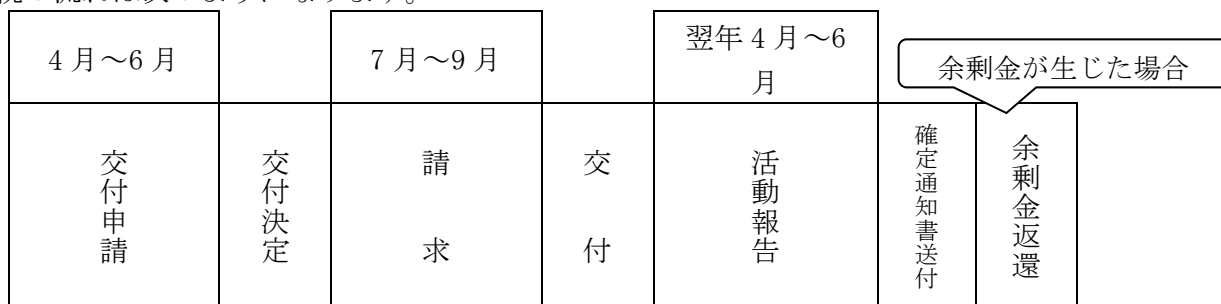 4月～6月
7月～9月
翌年4月～6
月
余剰金が生じた場合
交付申請
交付決定
請求
交付
活動報告
確定通知書送付
余剰金返還